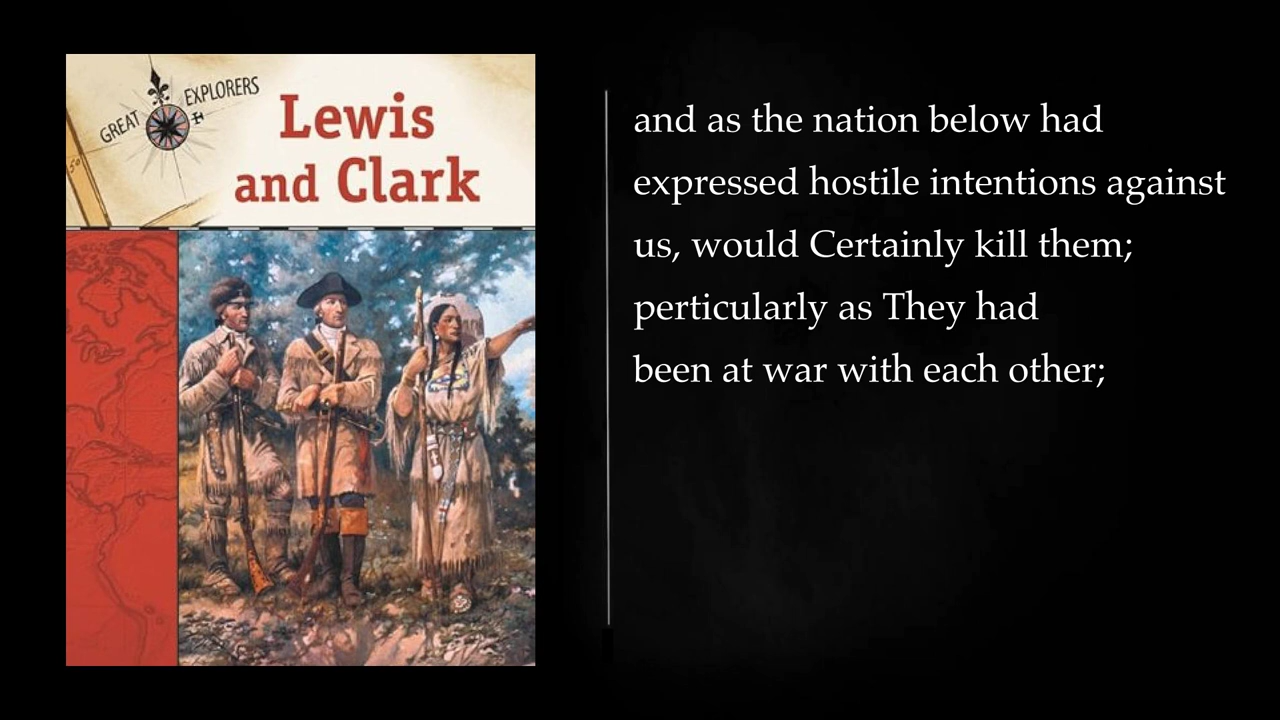 GREAT EXPLORERS
Lewis
and Clark
50
and as the nation below had
expressed hostile intentions against
us, would Certainly kill them;
perticularly as They had
been at war with each other;